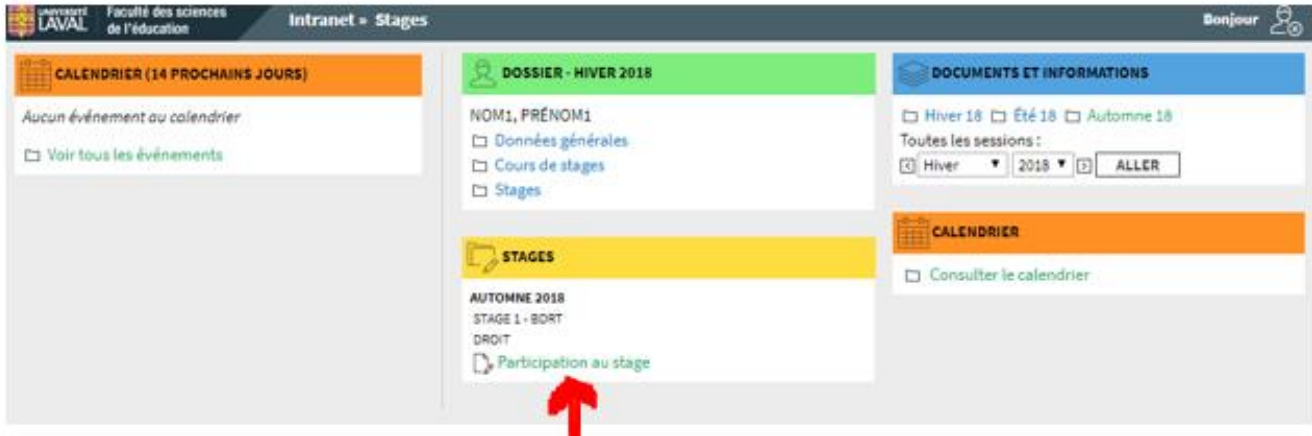 UNIVERSITÉ
LAVAL
Faculté des sciences
de l'éducation
Intranet » Stages
Bonjour
CALENDRIER (14 PROCHAINS JOURS)
Aucun événement au calendrier
Voir tous les événements
DOSSIER - HIVER 2018
NOM1, PRÉNOM1
Données générales
Cours de stages
Stages
STAGES
AUTOMNE 2018
STAGE 1 - BORT
DROIT
Participation au stage
DOCUMENTS ET INFORMATIONS
Hiver 18 Été 18 Automne 18
Toutes les sessions :
Hiver 2018 ALLER
CALENDRIER
Consulter le calendrier